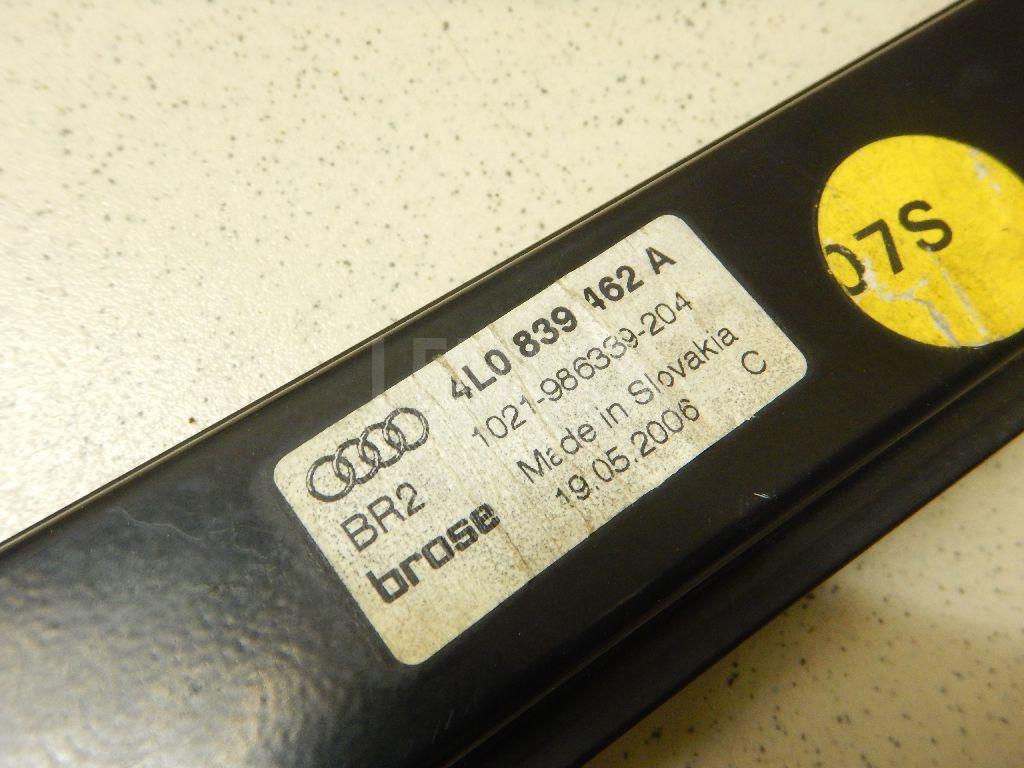 4L0 839 462 A
1021-986339-204
BR2
Made in Slovakia
brose
19.05.2006
C
07S